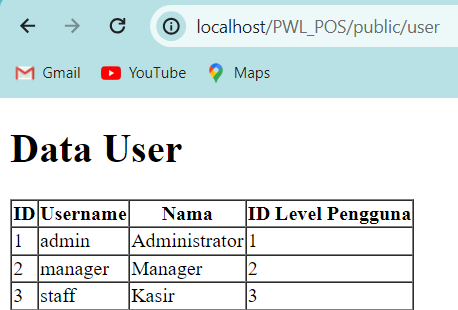 localhost/PWL_POS/public/user
Gmail YouTube Maps
Data User
ID Username Nama ID Level Pengguna
1 admin Administrator 1
2 manager Manager 2
3 staff Kasir 3